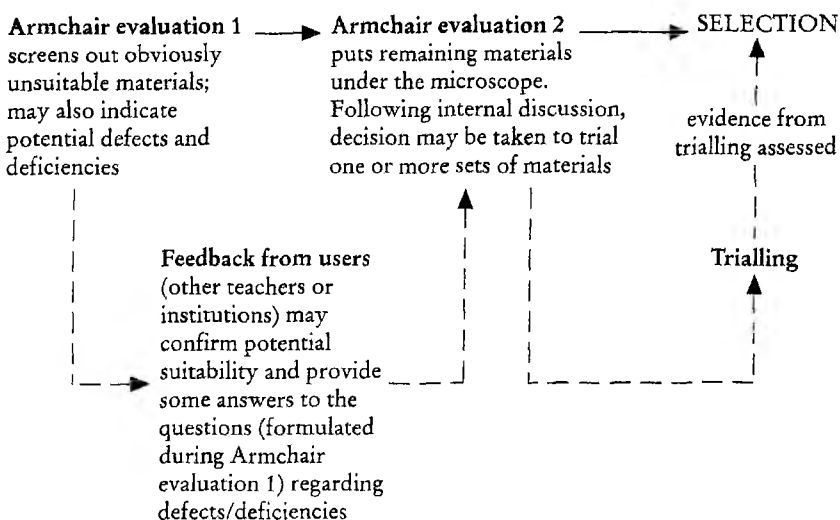 Armchair evaluation 1
screens out obviously
unsuitable materials;
may also indicate
potential defects and
deficiencies
Armchair evaluation 2
puts remaining materials
under the microscope.
Following internal discussion,
decision may be taken to trial
one or more sets of materials
SELECTION
evidence from
trialling assessed
Trialling
Feedback from users
(other teachers or
institutions) may
confirm potential
suitability and provide
some answers to the
questions (formulated
during Armchair
evaluation 1) regarding
defects/deficiencies